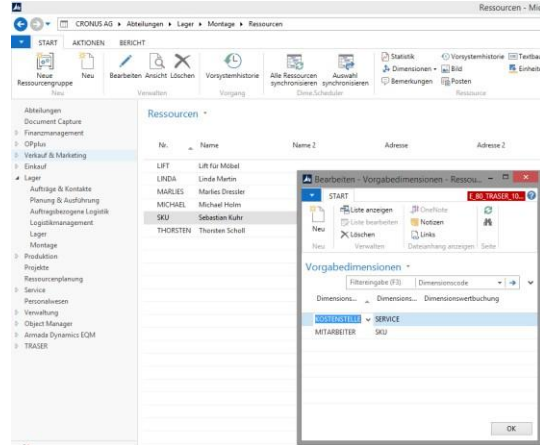 Ressourcen - Mi
CRONUS AG ▸ Abteilungen ▸ Lager ▸ Montage ▸ Ressourcen
START AKTIONEN BERICHT
Neue Ressourcengruppe
Neu
Bearbeiten
Ansicht
Löschen
Vorsystemhistorie
Alle Ressourcen synchronisieren
Auswahl synchronisieren
Statistik
Dimensionen
Bemerkungen
Vorsystemhistorie
Bild
Posten
Textbau
Einheit
Neu Verwalten Vorgang Dime.Scheduler Ressource
Abteilungen
Document Capture
Finanzmanagement
OPplus
Verkauf & Marketing
Einkauf
Lager
Aufträge & Kontakte
Planung & Ausführung
Auftragsbezogene Logistik
Logistikmanagement
Lager
Montage
Produktion
Projekte
Ressourcenplanung
Service
Personalwesen
Verwaltung
Object Manager
Armada Dynamics EQM
TRASER
Ressourcen
Nr. Name Name 2 Adresse Adresse 2
LIFT Lift für Möbel
LINDA Linda Martin
MARLIES Marlies Dressler
MICHAEL Michael Holm
SKU Sebastian Kuhr
THORSTEN Thorsten Scholl
Bearbeiten - Vorgabedimensionen - Ressou...
START E_80_TRASER_10...
Neu
Liste anzeigen
Liste bearbeiten
Löschen
OneNote
Notizen
Links
Neu Verwalten Dateianhang anzeigen Seite
Vorgabedimensionen
Filtereingabe (F3) Dimensionscode
Dimensions... Dimensions... Dimensionswertbuchung
KOSTENSTELLE SERVICE
MITARBEITER SKU
OK